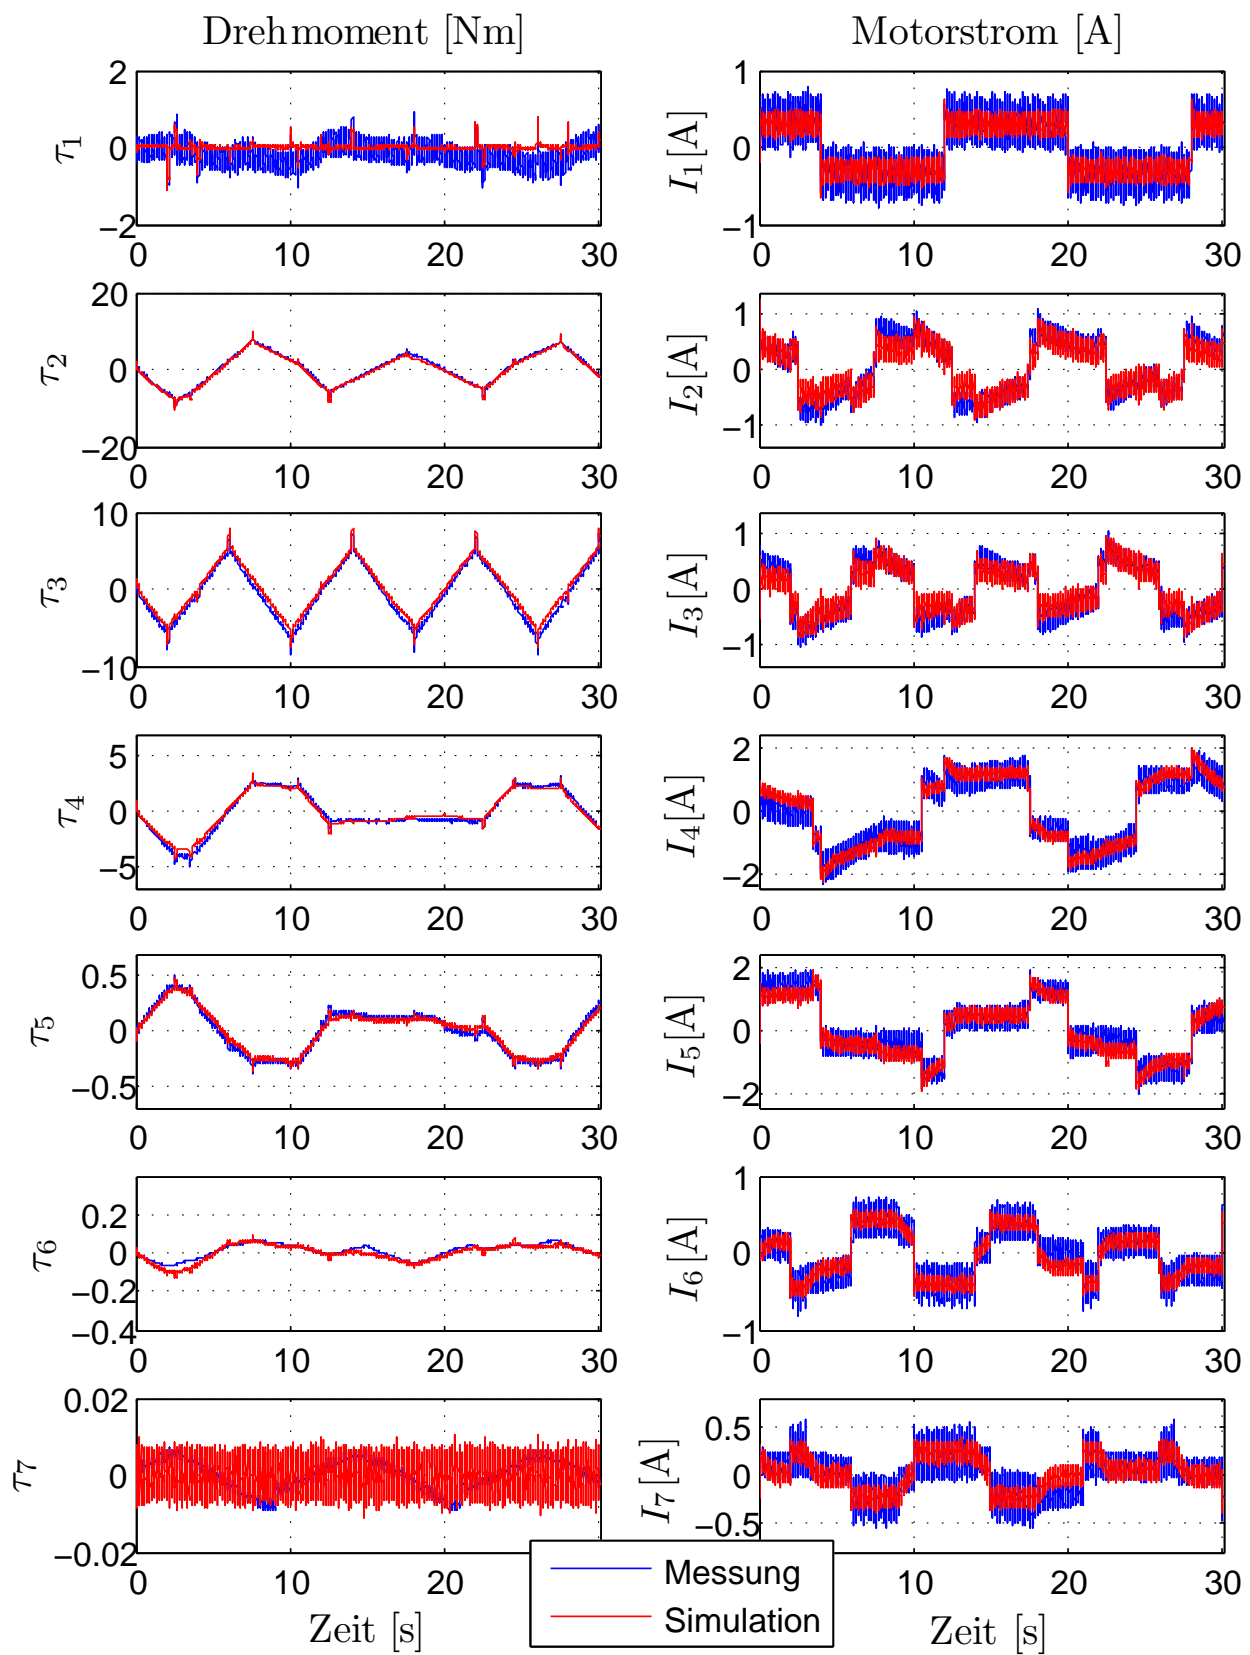 Drehmoment [Nm] Motorstrom [A]
τ1 2 0 −2 0 10 20 30
I1[A] 1 0 −1 0 10 20 30
τ2 20 0 −20 0 10 20 30
I2[A] 1 0 −1 0 10 20 30
τ3 10 0 −10 0 10 20 30
I3[A] 1 0 −1 0 10 20 30
τ4 5 0 −5 0 10 20 30
I4[A] 2 0 −2 0 10 20 30
τ5 0.5 0 −0.5 0 10 20 30
I5[A] 2 0 −2 0 10 20 30
τ6 0.2 0 −0.2 −0.4 0 10 20 30
I6[A] 1 0 −1 0 10 20 30
τ7 0.02 0 −0.02 0 10 20 30
I7[A] 0.5 0 −0.5 0 10 20 30
Messung
Simulation
Zeit [s] Zeit [s]